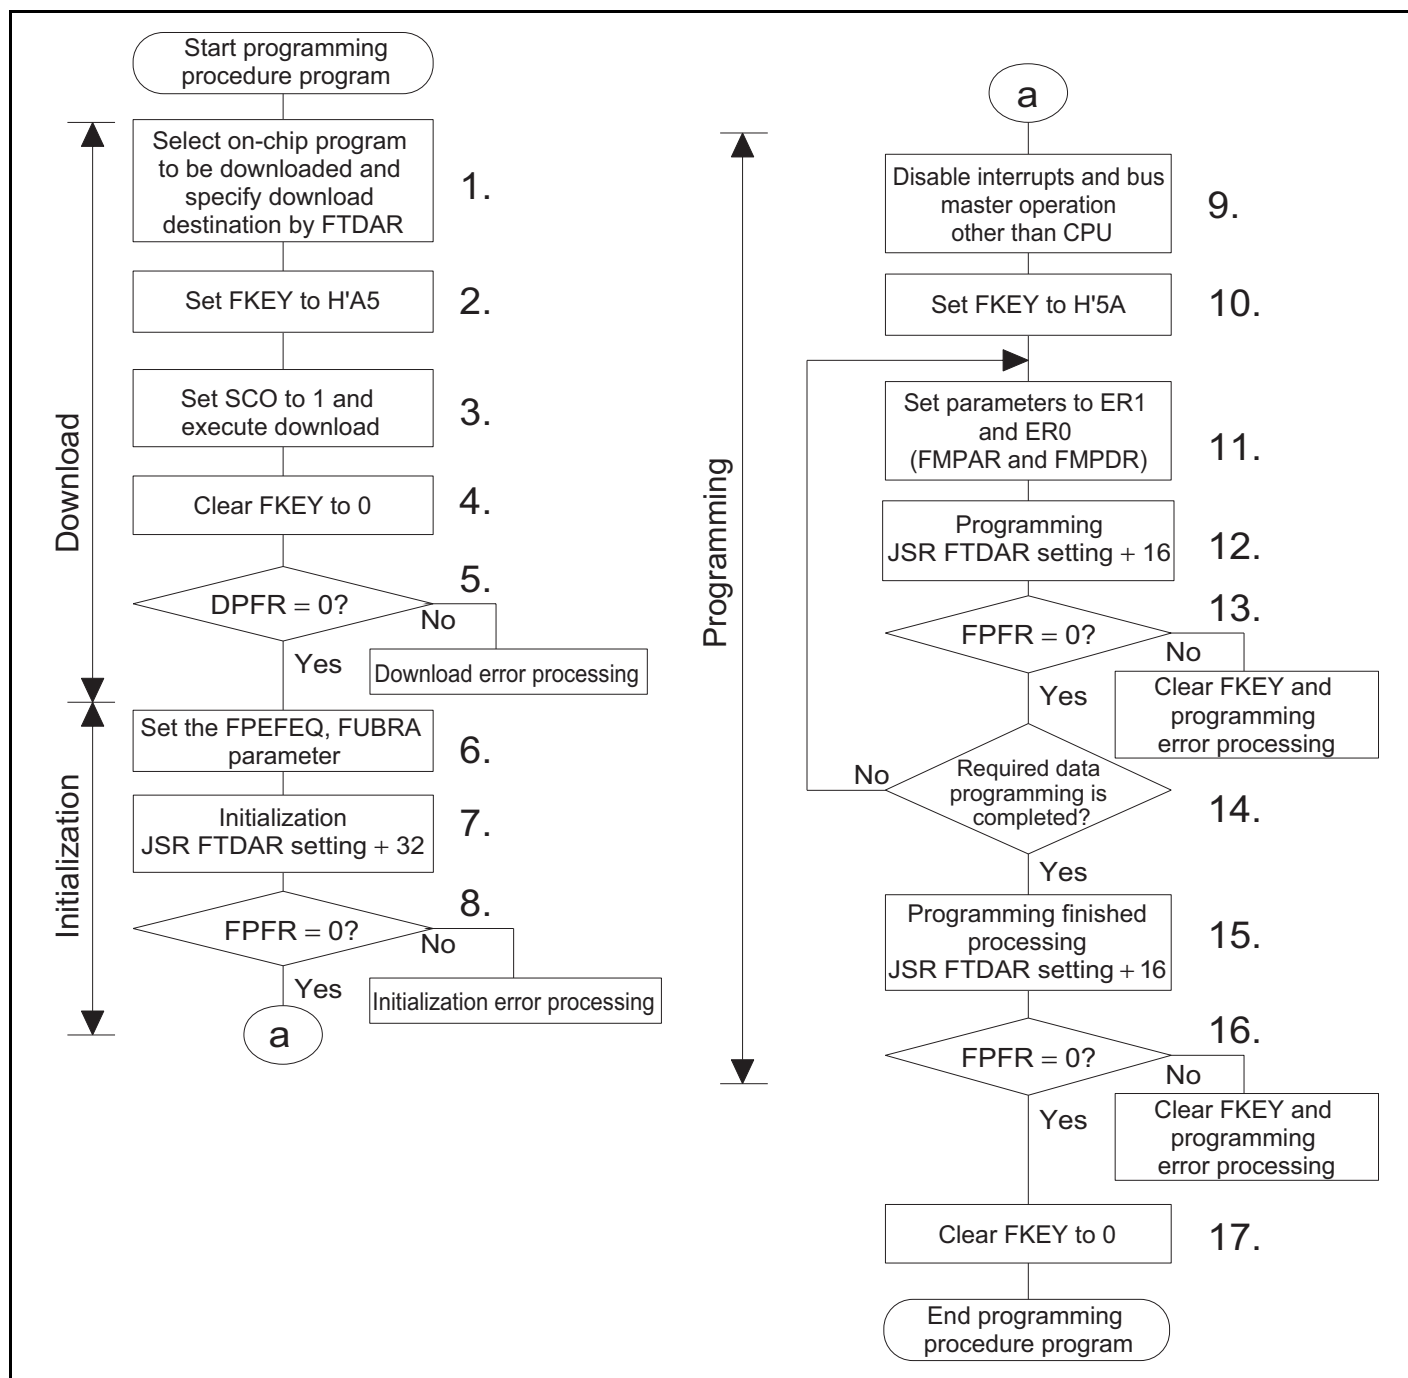 Start programming
procedure program
Select on-chip program
to be downloaded and
specify download
destination by FTDAR
1.
Set FKEY to H'A5
2.
Set SCO to 1 and
execute download
3.
Clear FKEY to 0
4.
DPFR = 0?
5.
No
Yes
Download error processing
Download
Set the FPEFEQ, FUBRA
parameter
6.
Initialization
JSR FTDAR setting + 32
7.
FPFR = 0?
8.
No
Yes
Initialization error processing
a
Initialization
a
Disable interrupts and bus
master operation
other than CPU
9.
Set FKEY to H'5A
10.
Set parameters to ER1
and ER0
(FMPAR and FMPDR)
11.
Programming
JSR FTDAR setting + 16
12.
FPFR = 0?
13.
No
Yes
Clear FKEY and
programming
error processing
Required data
programming is
completed?
14.
No
Yes
Programming finished
processing
JSR FTDAR setting + 16
15.
FPFR = 0?
16.
No
Yes
Clear FKEY and
programming
error processing
Programming
Clear FKEY to 0
17.
End programming
procedure program